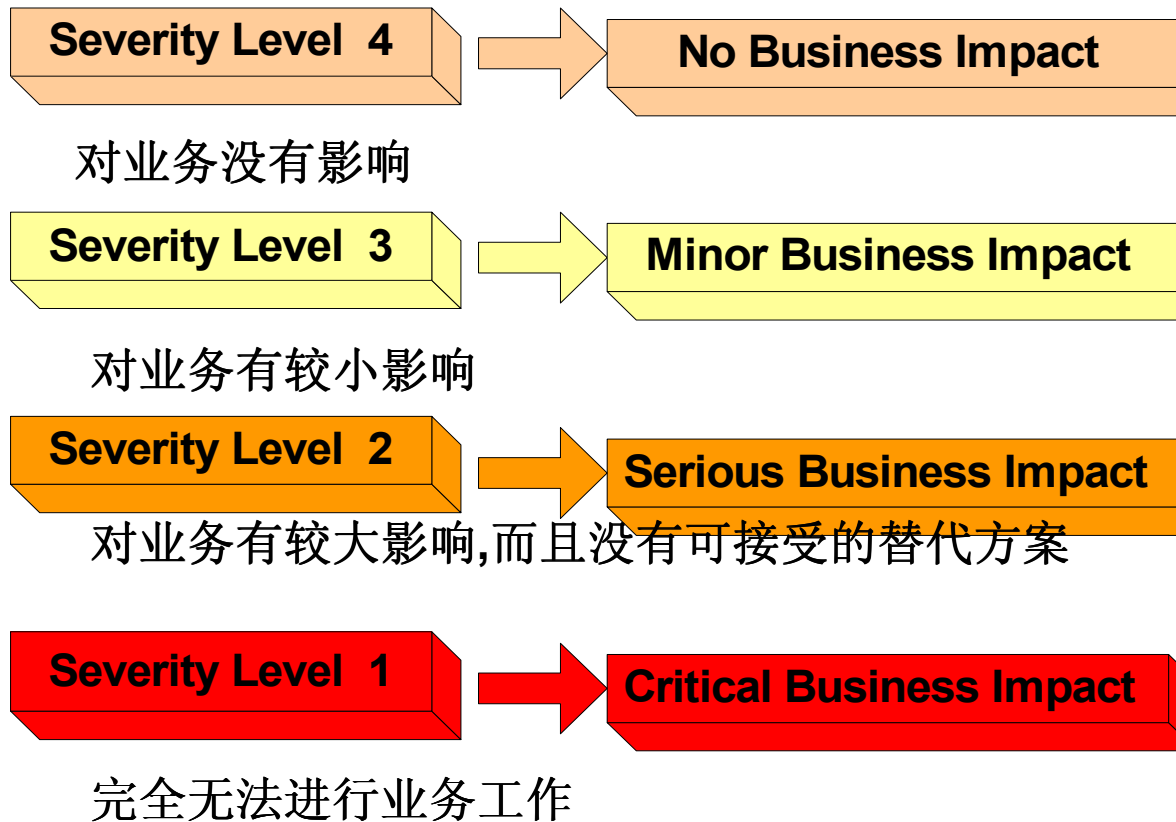 Severity Level 4
No Business Impact
对业务没有影响
Severity Level 3
Minor Business Impact
对业务有较小影响
Severity Level 2
Serious Business Impact
对业务有较大影响,而且没有可接受的替代方案
Severity Level 1
Critical Business Impact
完全无法进行业务工作